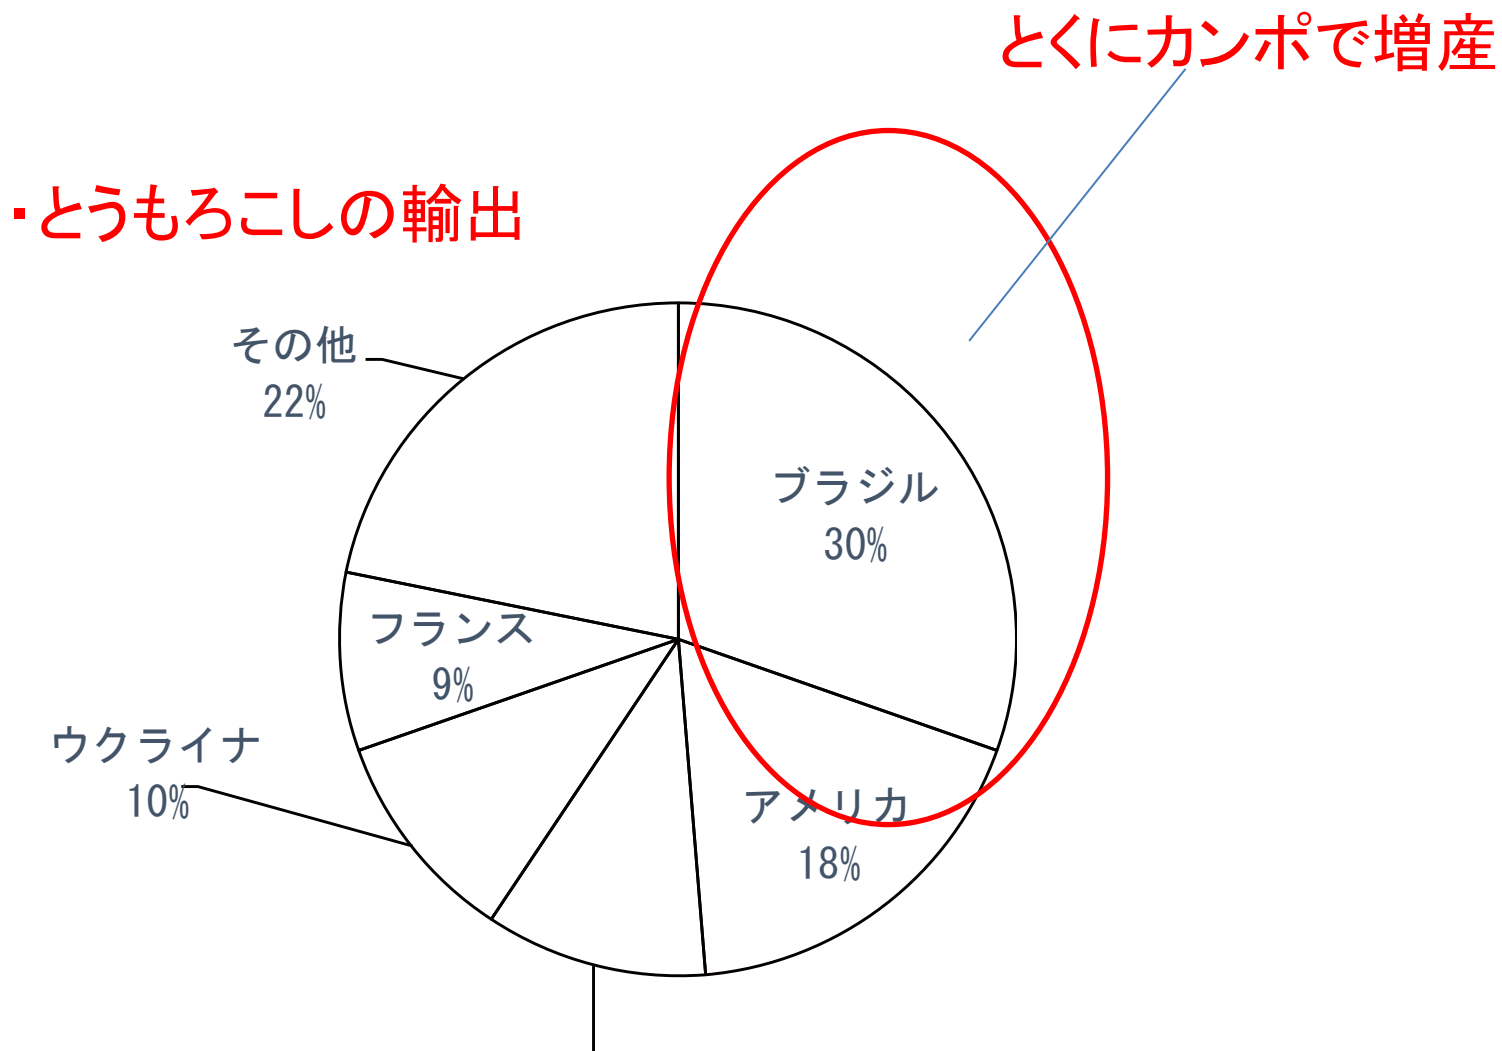 とくにカンポで増産
・とうもろこしの輸出
その他
22%
ブラジル
30%
フランス
9%
ウクライナ
10%
アメリカ
18%